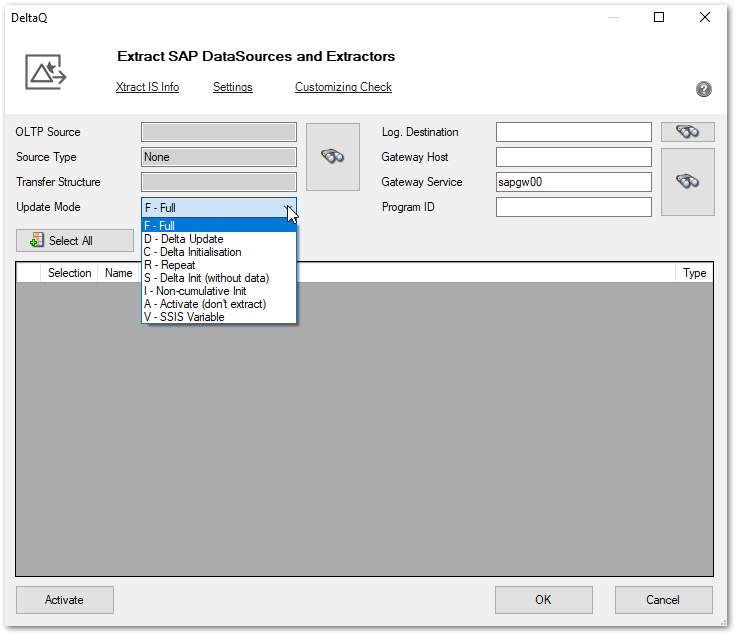 DeltaQ
Extract SAP DataSources and Extractors
Xtract IS Info Settings Customizing Check
?
OLTP Source Log. Destination
Source Type None Gateway Host
Transfer Structure Gateway Service sapgw00
Update Mode F - Full Program ID
F - Full
D - Delta Update
Select All
C - Delta Initialisation
R - Repeat
S - Delta Init (without data)
I - Non-cumulative Init
A - Activate (don't extract)
V - SSIS Variable
Selection Name Type
Activate OK Cancel